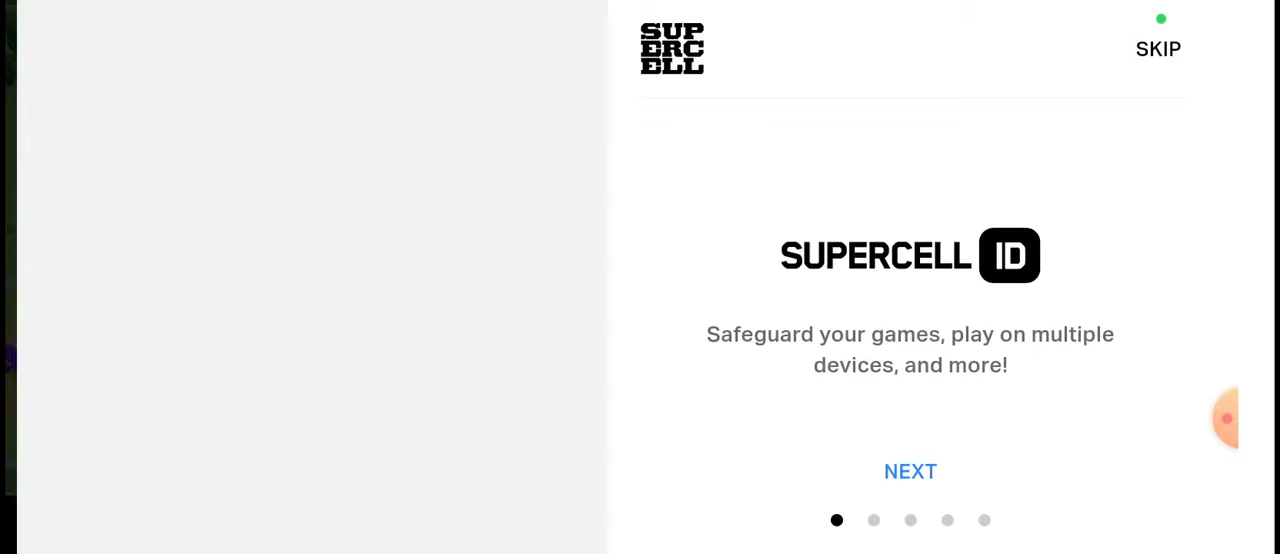 SUP
ERC
ELL
SKIP
SUPERCELL ID
Safeguard your games, play on multiple
devices, and more!
NEXT